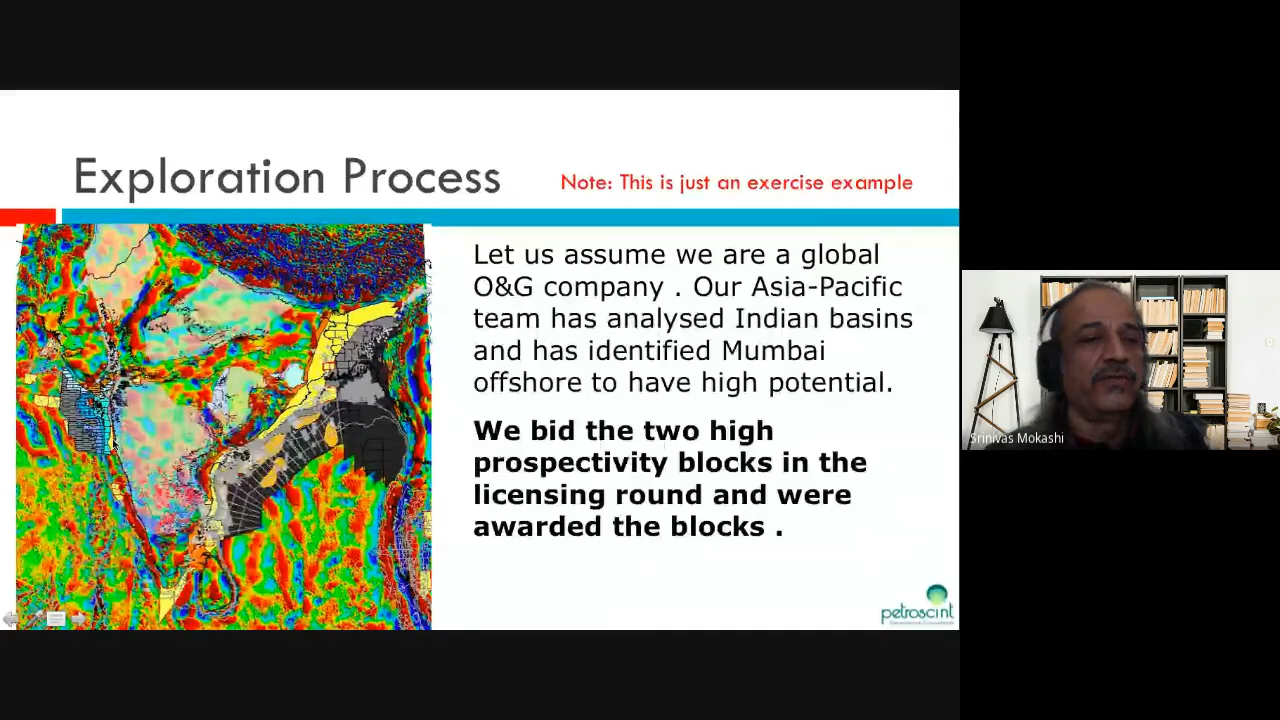 Exploration Process
Note: This is just an exercise example
Let us assume we are a global
O&G company . Our Asia-Pacific
team has analysed Indian basins
and has identified Mumbai
offshore to have high potential.
We bid the two high
prospectivity blocks in the
licensing round and were
awarded the blocks .
petroscint
Srinivas Mokashi